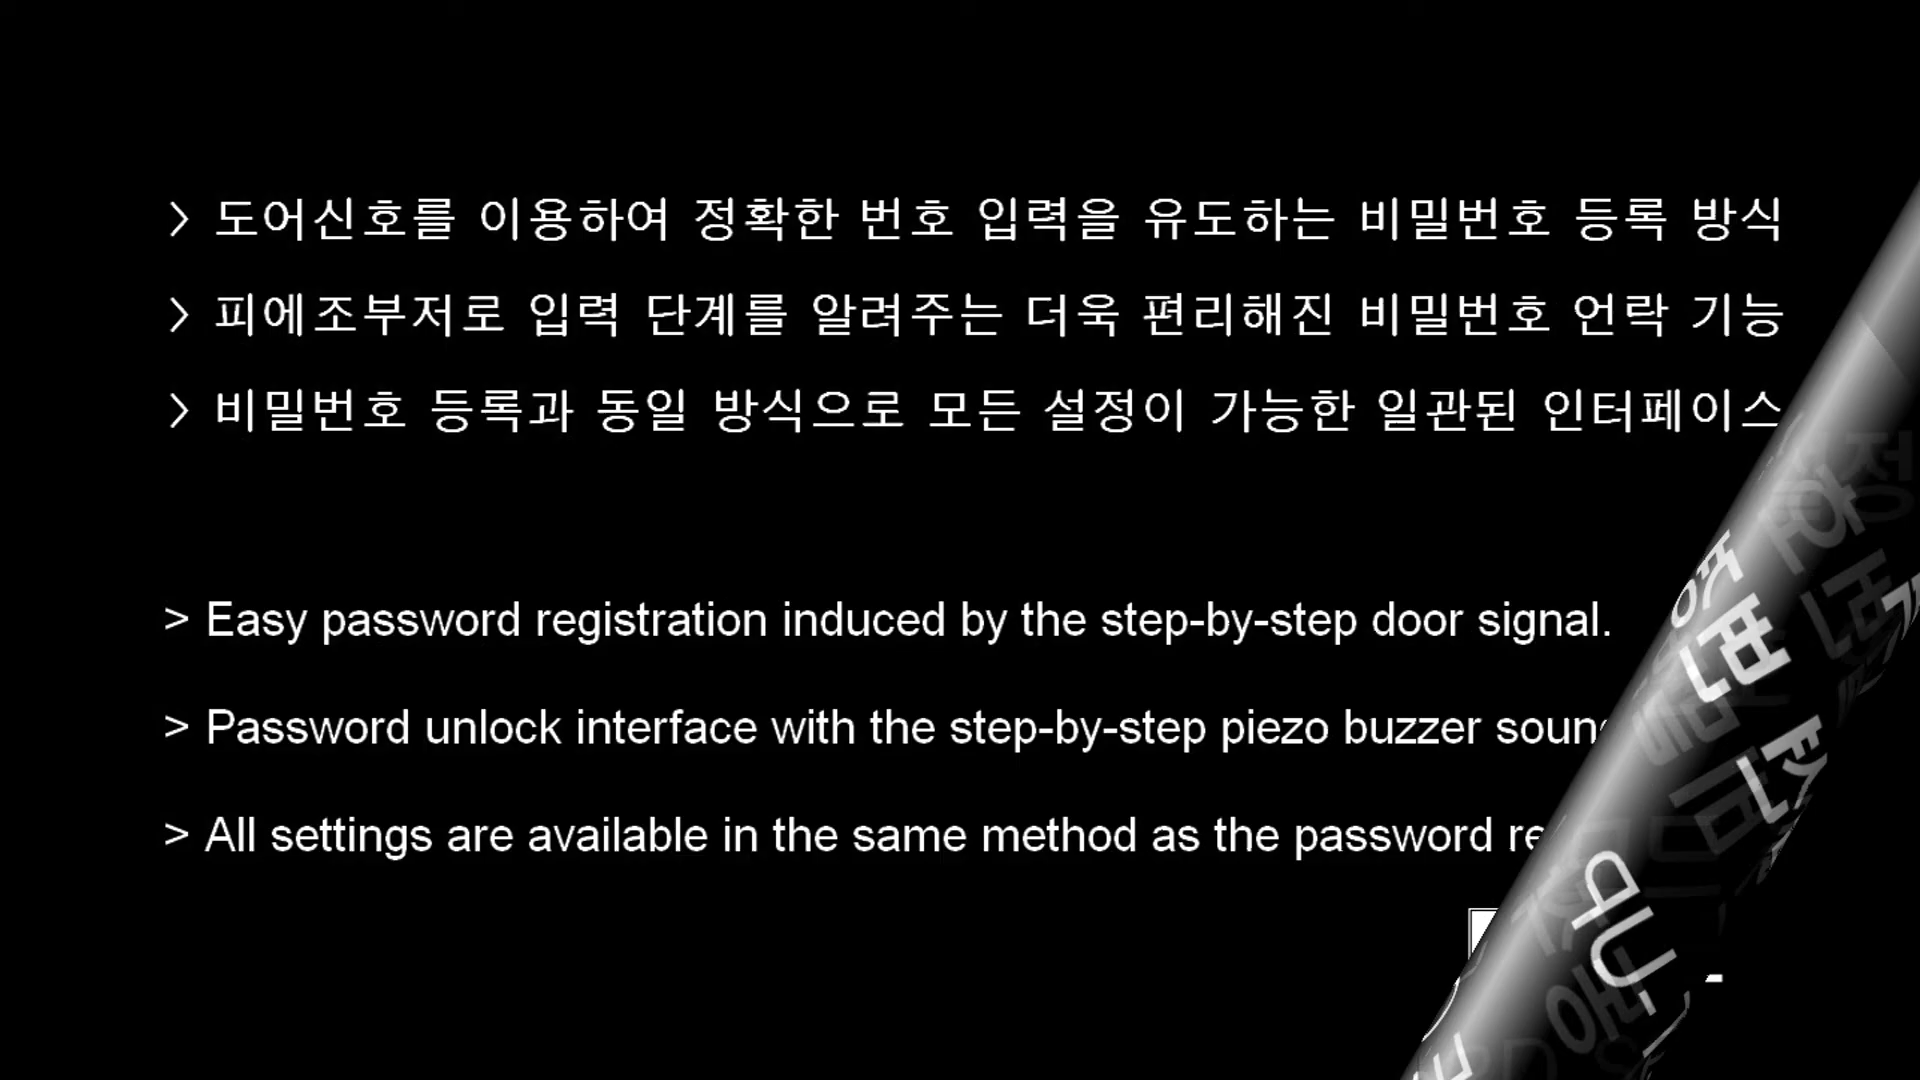 > 도어신호를 이용하여 정확한 번호 입력을 유도하는 비밀번호 등록 방식
> 피에조부저로 입력 단계를 알려주는 더욱 편리해진 비밀번호 언락 기능
> 비밀번호 등록과 동일 방식으로 모든 설정이 가능한 일관된 인터페이스
> Easy password registration induced by the step-by-step door signal.
> Password unlock interface with the step-by-step piezo buzzer
> All settings are available in the same method as the password